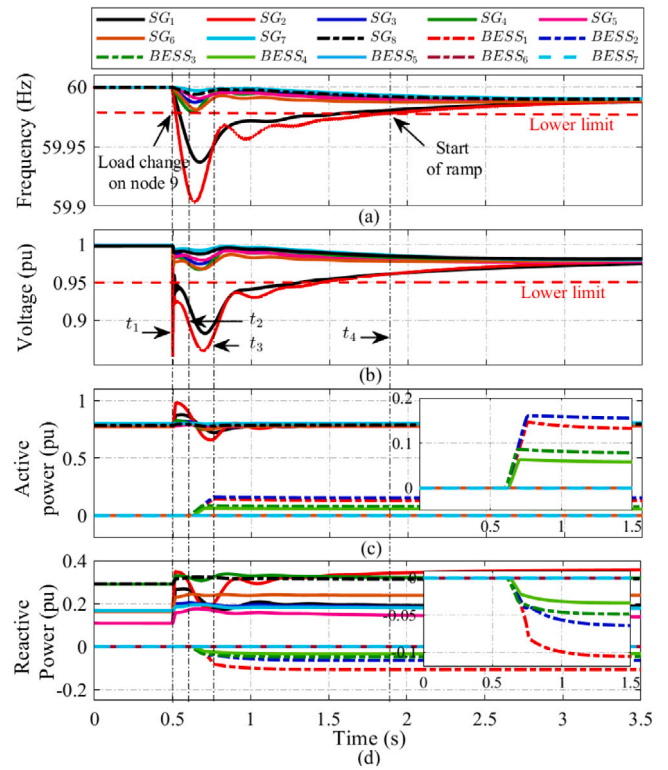 SG1 SG2 SG3 SG4 SG5
SG6 SG7 SG8 BESS1 BESS2
BESS3 BESS4 BESS5 BESS6 BESS7
Frequency (Hz)
60
59.95
59.9
Load change
on node 9
Start
of ramp
Lower limit
(a)
Voltage (pu)
1
0.95
0.9
t1
t2
t3
t4
Lower limit
(b)
Active
power (pu)
1
0.5
0
0.2
0.1
0
0.5 1 1.5
(c)
Reactive
Power (pu)
0.4
0.2
0
-0.2
0
-0.05
0.1
0 0.5 1 1.5
0 0.5 1 1.5 2 2.5 3 3.5
Time (s)
(d)